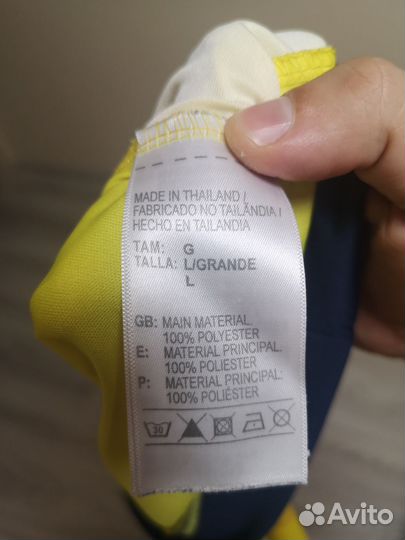 MADE IN THAILAND /
FABRICADO NO TAILÂNDIA /
HECHO EN TAILANDIA
TAM: G
TALLA: L/GRANDE
L
GB: MAIN MATERIAL
100% POLYESTER
E: MATERIAL PRINCIPAL:
100% POLIESTER
P: MATERIAL PRINCIPAL:
100% POLIÉSTER
30
Avito